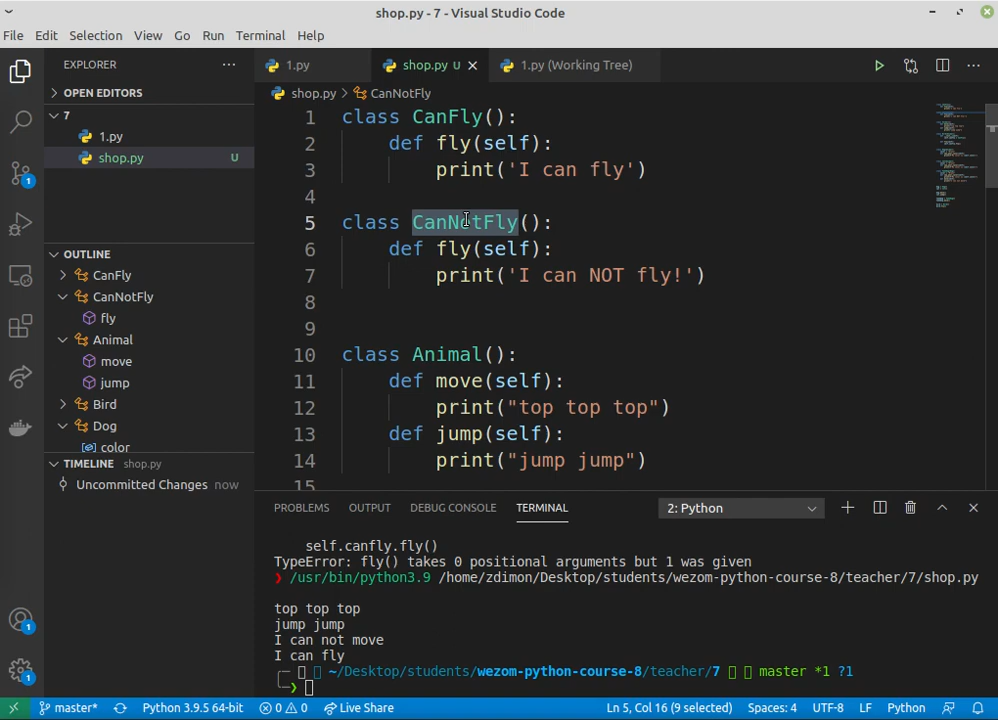 shop.py - 7 - Visual Studio Code
File Edit Selection View Go Run Terminal Help
EXPLORER
1.py
shop.py U
1.py (Working Tree)
OPEN EDITORS
shop.py > CanNotFly
7
1.py
shop.py U
OUTLINE
CanFly
CanNotFly
fly
Animal
move
jump
Bird
Dog
color
TIMELINE shop.py
Uncommitted Changes now
1 class CanFly():
2 def fly(self):
3 print('I can fly')
4
5 class CanNotFly():
6 def fly(self):
7 print('I can NOT fly!')
8
9
10 class Animal():
11 def move(self):
12 print("top top top")
13 def jump(self):
14 print("jump jump")
15
PROBLEMS OUTPUT DEBUG CONSOLE TERMINAL 2: Python
self.canfly.fly()
TypeError: fly() takes 0 positional arguments but 1 was given
❯ /usr/bin/python3.9 /home/zdimon/Desktop/students/wezom-python-course-8/teacher/7/shop.py
top top top
jump jump
I can not move
I can fly
~/Desktop/students/wezom-python-course-8/teacher/7 master *1 ?1
1
1
1
master* Python 3.9.5 64-bit 0 0 Live Share Ln 5, Col 16 (9 selected) Spaces: 4 UTF-8 LF Python